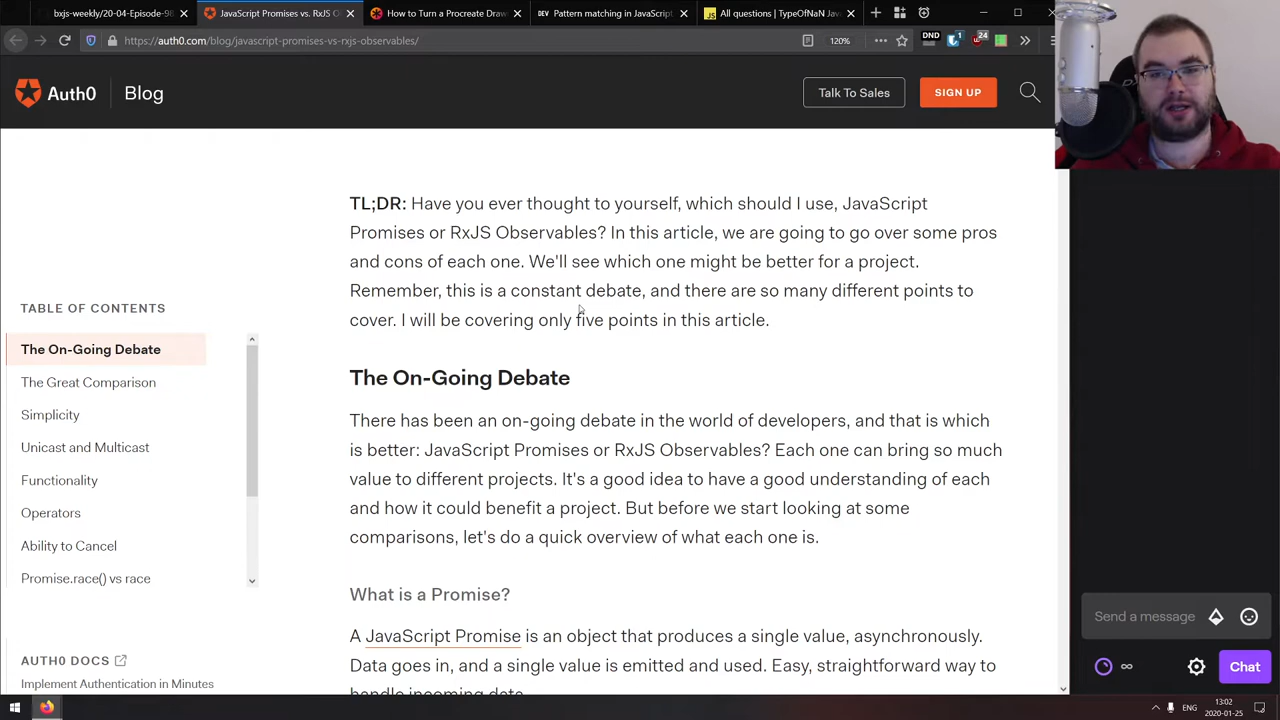 bxjs-weekly/20-04-Episode-98
JavaScript Promises vs. RxJS O
How to Turn a Procreate Draw
DEV Pattern matching in JavaScript
JS All questions | TypeOfNaN Java
https://auth0.com/blog/javascript-promises-vs-rxjs-observables/
120%
DND
1
24
Auth0
Blog
Talk To Sales
SIGN UP
TL;DR: Have you ever thought to yourself, which should I use, JavaScript
Promises or RxJS Observables? In this article, we are going to go over some pros
and cons of each one. We'll see which one might be better for a project.
Remember, this is a constant debate, and there are so many different points to
cover. I will be covering only five points in this article.
TABLE OF CONTENTS
The On-Going Debate
The Great Comparison
Simplicity
Unicast and Multicast
Functionality
Operators
Ability to Cancel
Promise.race() vs race
AUTH0 DOCS
Implement Authentication in Minutes
The On-Going Debate
There has been an on-going debate in the world of developers, and that is which
is better: JavaScript Promises or RxJS Observables? Each one can bring so much
value to different projects. It's a good idea to have a good understanding of each
and how it could benefit a project. But before we start looking at some
comparisons, let's do a quick overview of what each one is.
What is a Promise?
A JavaScript Promise is an object that produces a single value, asynchronously.
Data goes in, and a single value is emitted and used. Easy, straightforward way to
handle incoming data.
Send a message
∞
Chat
ENG
13:02
2020-01-25